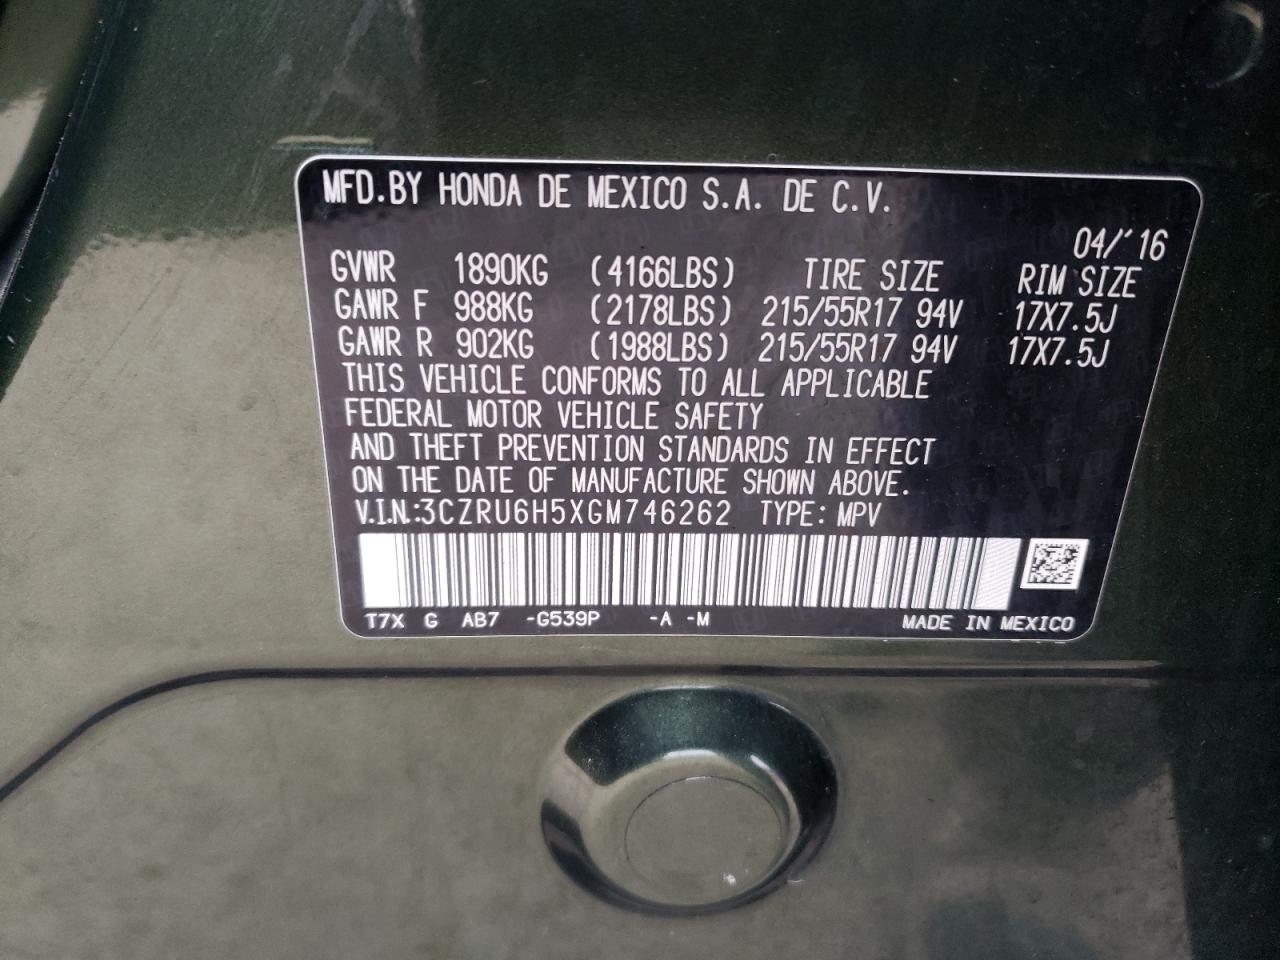 MFD.BY HONDA DE MEXICO S.A. DE C.V.
04/'16
GVWR 1890KG (4166LBS) TIRE SIZE RIM SIZE
GAWR F 988KG (2178LBS) 215/55R17 94V 17X7.5J
GAWR R 902KG (1988LBS) 215/55R17 94V 17X7.5J
THIS VEHICLE CONFORMS TO ALL APPLICABLE
FEDERAL MOTOR VEHICLE SAFETY
AND THEFT PREVENTION STANDARDS IN EFFECT
ON THE DATE OF MANUFACTURE SHOWN ABOVE.
V.I.N.:3CZRU6H5XGM746262 TYPE: MPV
T7X G AB7 -G539P -A -M MADE IN MEXICO